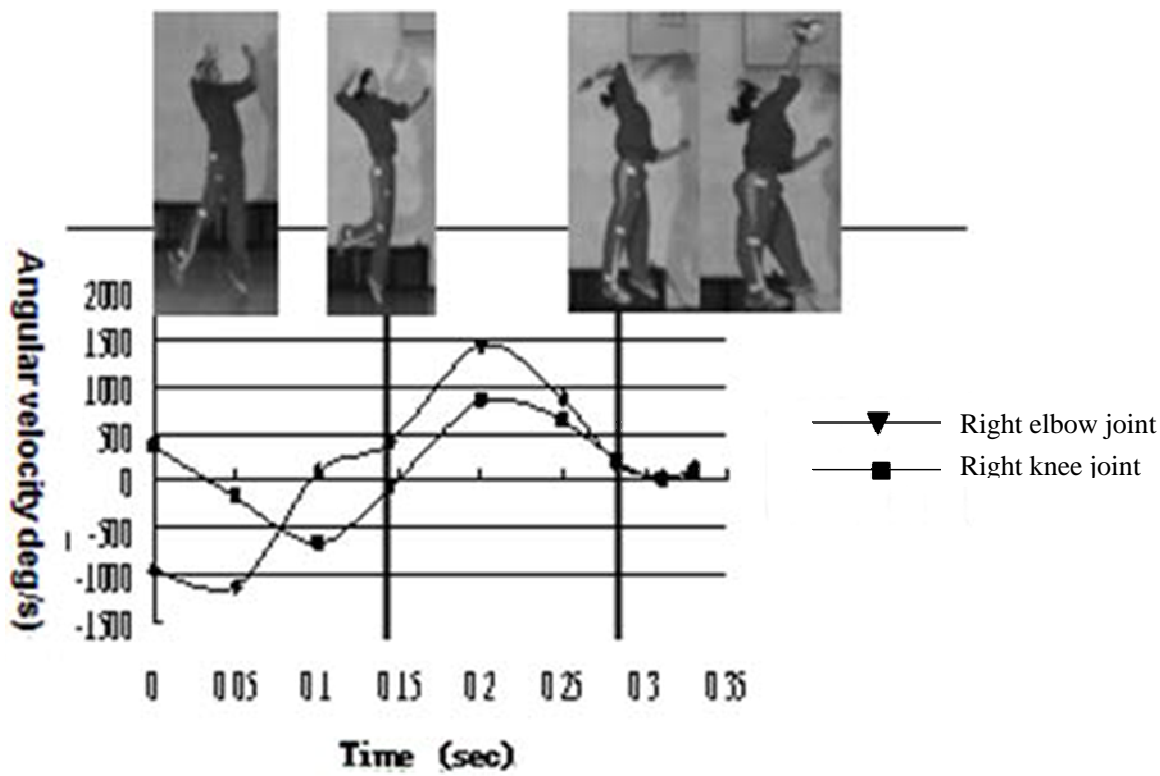 Angular velocity deg/s)
2000
1500
1000
500
0
-500
-1000
-1500
0 0.05 0.1 0.15 0.2 0.25 0.3 0.35
Time (sec)
Right elbow joint
Right knee joint